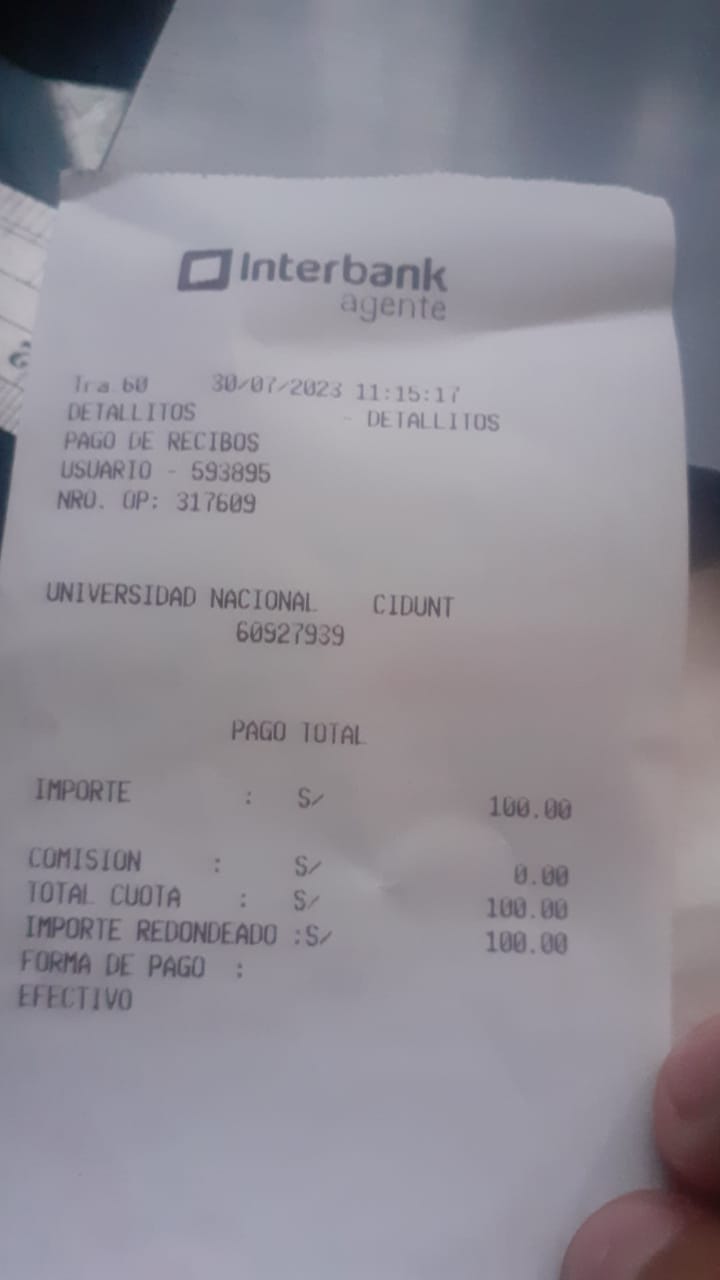 Interbank
agente
Tra 60 30/07/2023 11:15:17
DETALLITOS - DETALLITOS
PAGO DE RECIBOS
USUARIO - 593895
NRO. OP: 317609
UNIVERSIDAD NACIONAL CIDUNT
60927939
PAGO TOTAL
IMPORTE : S/ 100.00
COMISION : S/ 0.00
TOTAL CUOTA : S/ 100.00
IMPORTE REDONDEADO :S/ 100.00
FORMA DE PAGO :
EFECTIVO